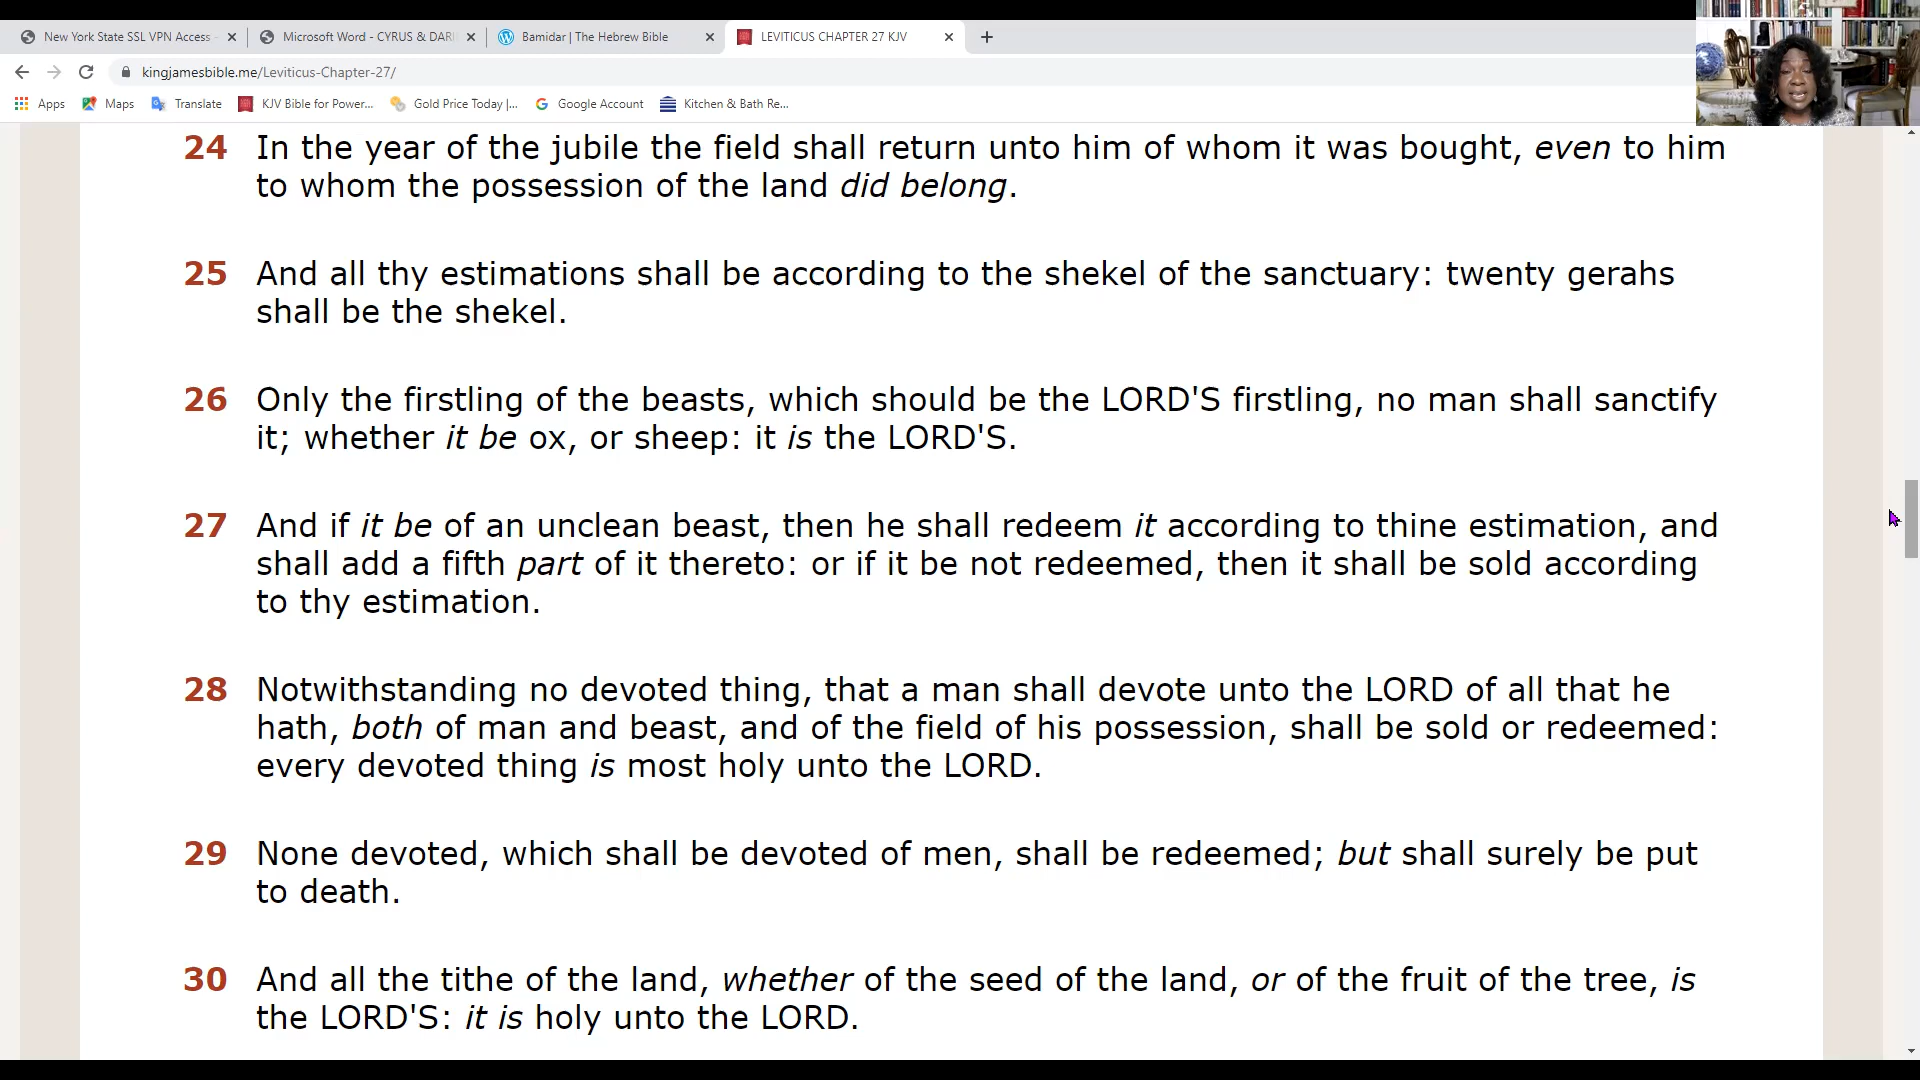 New York State SSL VPN Access -
Microsoft Word - CYRUS & DARI
Bamidar | The Hebrew Bible
LEVITICUS CHAPTER 27 KJV
kingjamesbible.me/Leviticus-Chapter-27/
Apps
Maps
Translate
KJV Bible for Power...
Gold Price Today |...
Google Account
Kitchen & Bath Re...
24 In the year of the jubile the field shall return unto him of whom it was bought, even to him
to whom the possession of the land did belong.
25 And all thy estimations shall be according to the shekel of the sanctuary: twenty gerahs
shall be the shekel.
26 Only the firstling of the beasts, which should be the LORD'S firstling, no man shall sanctify
it; whether it be ox, or sheep: it is the LORD'S.
27 And if it be of an unclean beast, then he shall redeem it according to thine estimation, and
shall add a fifth part of it thereto: or if it be not redeemed, then it shall be sold according
to thy estimation.
28 Notwithstanding no devoted thing, that a man shall devote unto the LORD of all that he
hath, both of man and beast, and of the field of his possession, shall be sold or redeemed:
every devoted thing is most holy unto the LORD.
29 None devoted, which shall be devoted of men, shall be redeemed; but shall surely be put
to death.
30 And all the tithe of the land, whether of the seed of the land, or of the fruit of the tree, is
the LORD'S: it is holy unto the LORD.